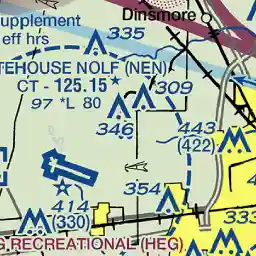 upplement
eff hrs
Dinsmore
335
TEHOUSE NOLF (NEN)
CT - 125.15*
309
97 *L 80
346
443
(422)
354
414
(330)
333
G RECREATIONAL (HEG)